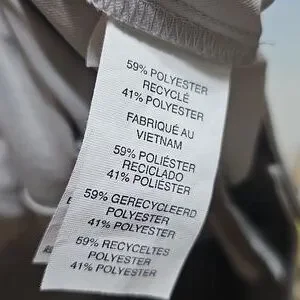 59% POLYESTER
RECYCLÉ
41% POLYESTER
FABRIQUÉ AU
VIETNAM
59% POLIÉSTER
RECICLADO
41% POLIÉSTER
59% GERECYCLEERD
POLYESTER
41% POLYESTER
59% RECYCELTES
POLYESTER
41% POLYESTER